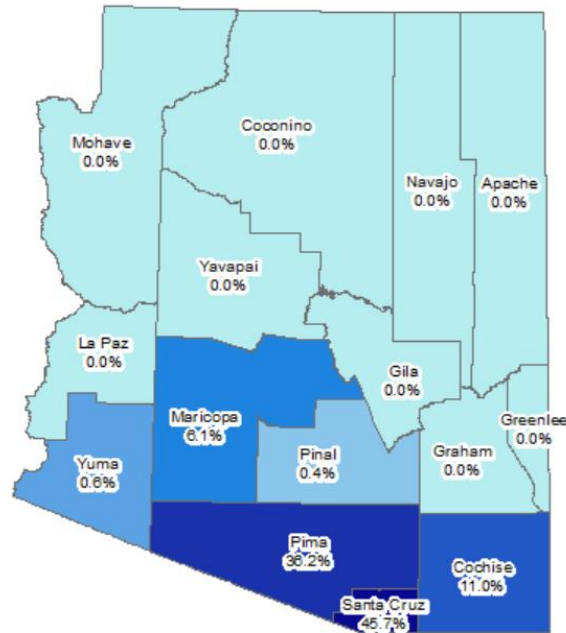 Coconino
0.0%
Mohave
0.0%
Navajo
0.0%
Apache
0.0%
Yavapai
0.0%
La Paz
0.0%
Gila
0.0%
Maricopa
6.1%
Greenlee
0.0%
Pinal
0.4%
Graham
0.0%
Yuma
0.6%
Pima
36.2%
Cochise
11.0%
Santa Cruz
45.7%